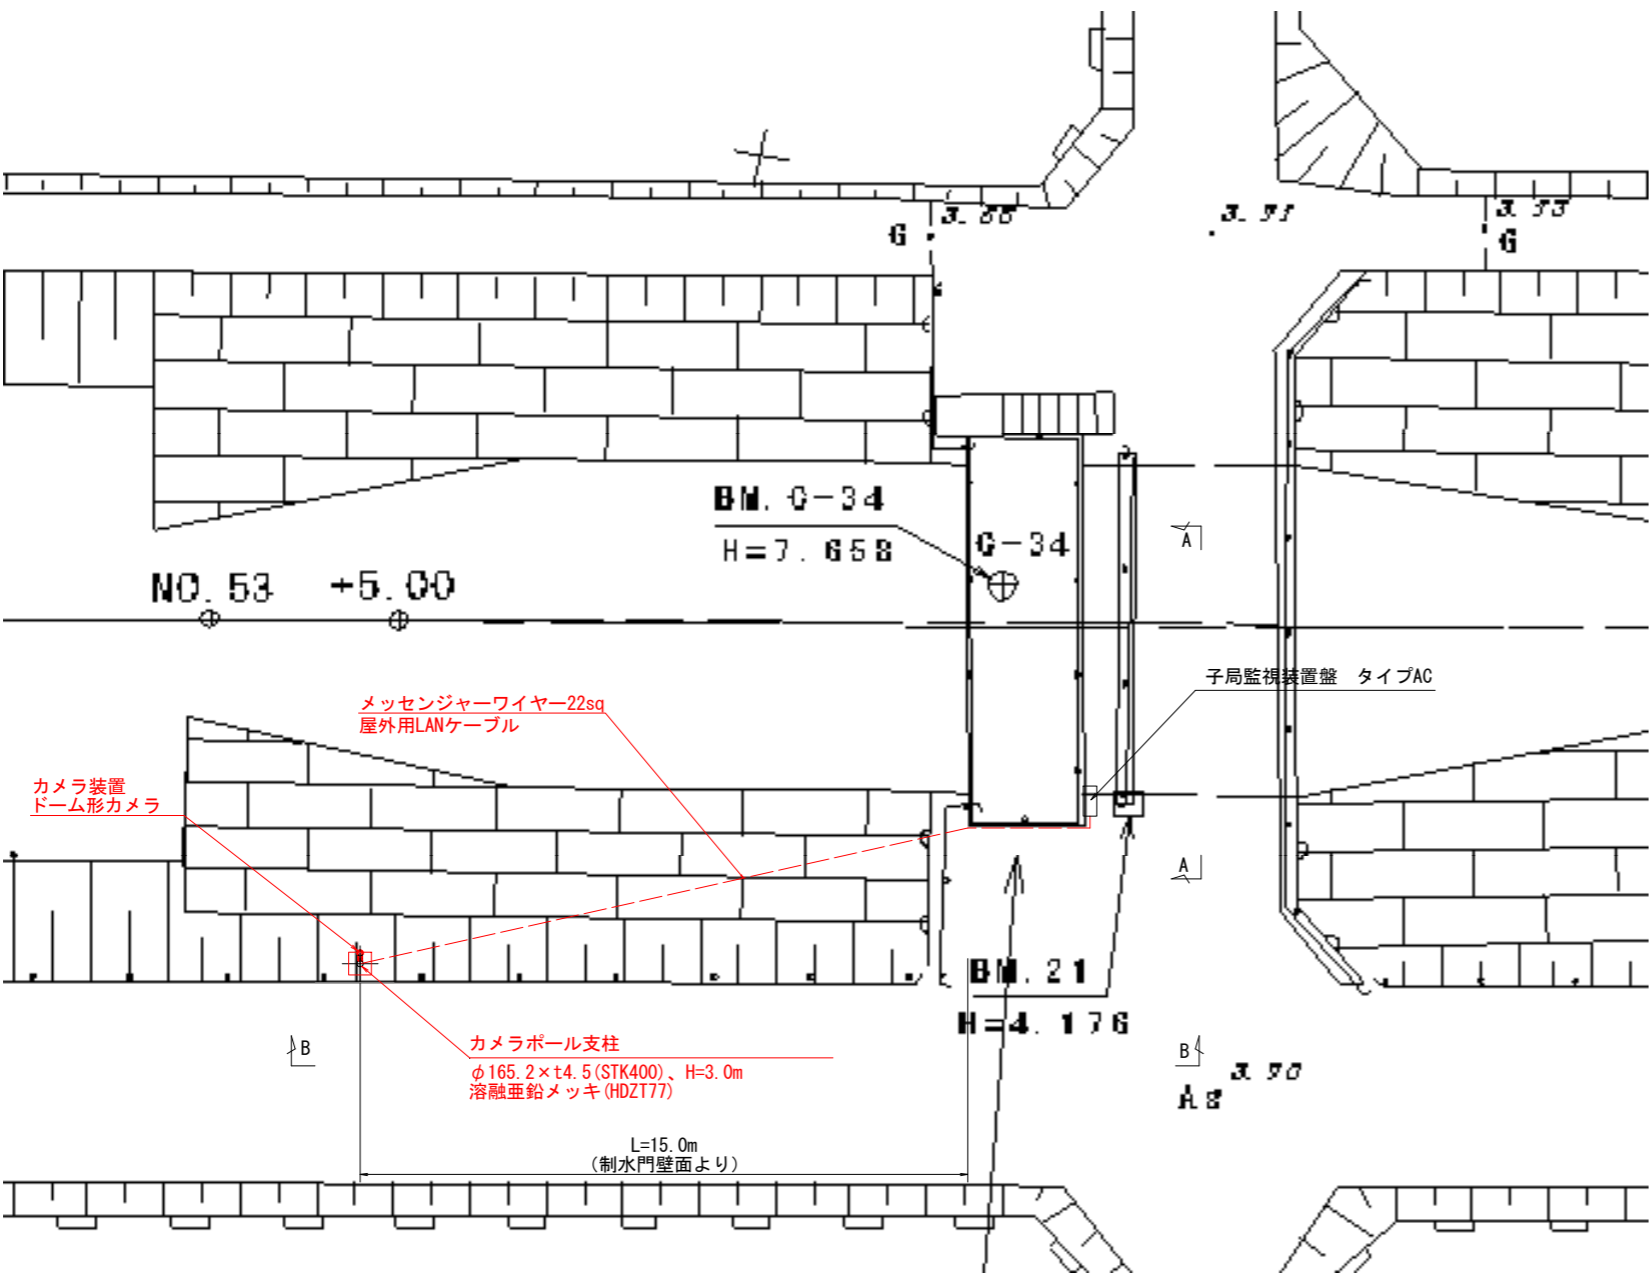 G
3.71
3.73
G
BM. G-34
H=7.658
G-34
A
NO. 53
+5.00
子局監視装置盤 タイプAC
メッセンジャーワイヤー22sq
屋外用LANケーブル
カメラ装置
ドーム形カメラ
A
BM. 21
H=4.176
B
カメラポール支柱
φ165.2×t4.5(STK400)、H=3.0m
溶融亜鉛メッキ(HDZT77)
B
3.70
As
L=15.0m
(制水門壁面より)